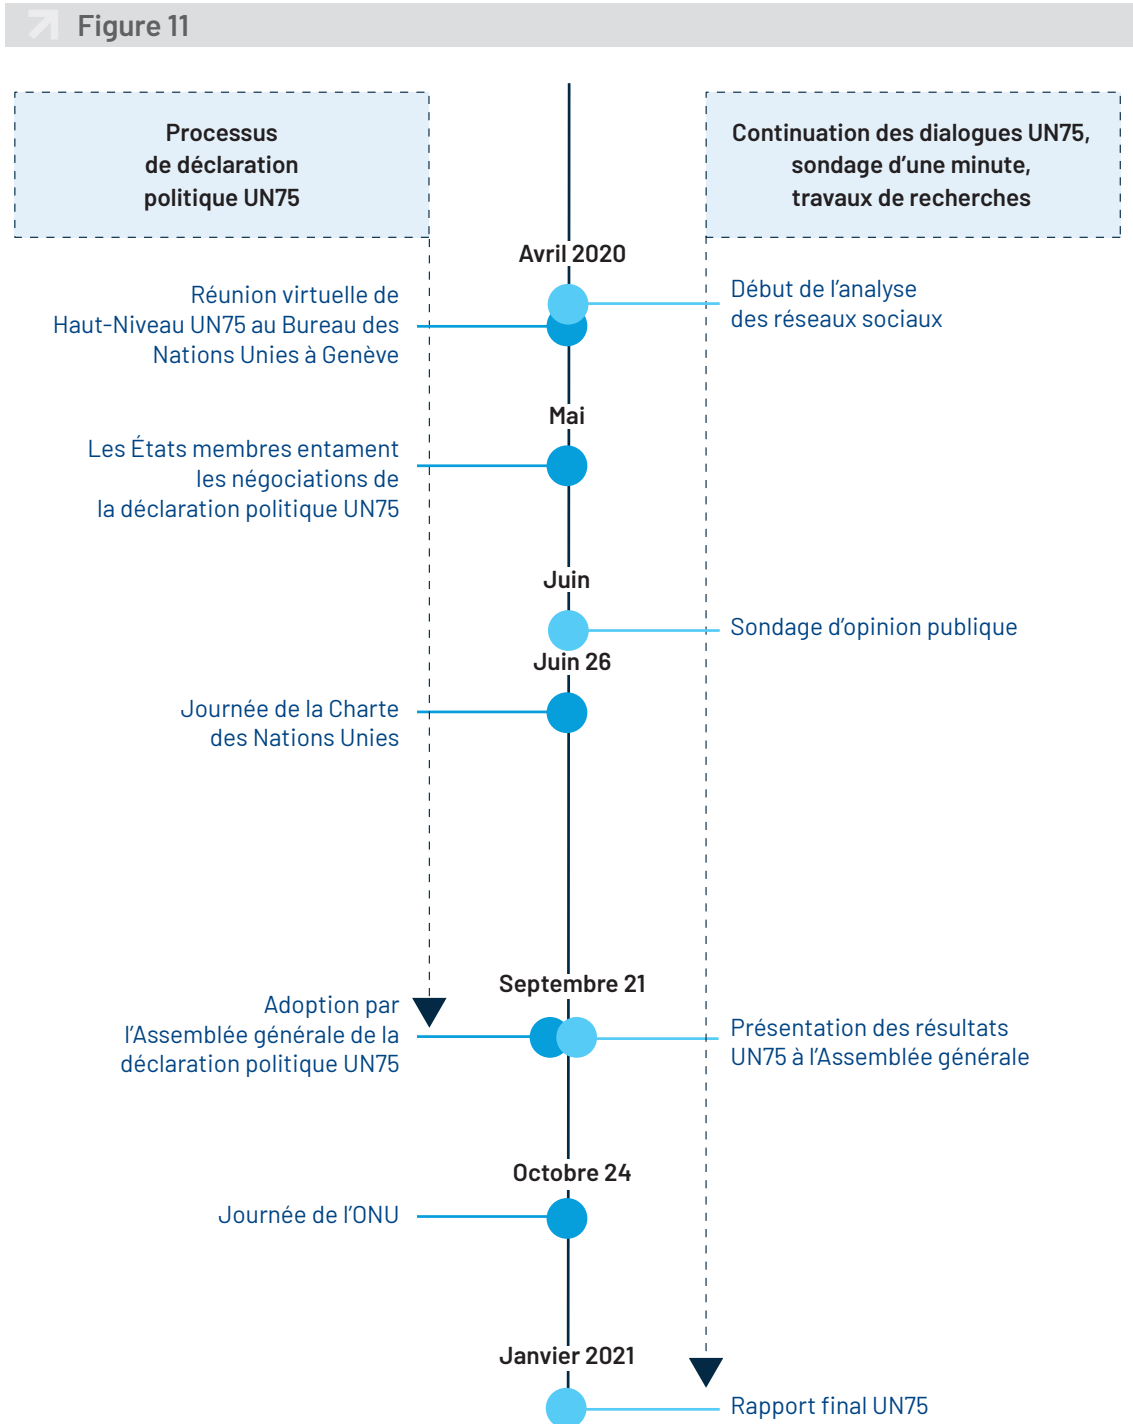 Figure 11
Processus
de déclaration
politique UN75
Continuation des dialogues UN75,
sondage d'une minute,
travaux de recherches
Avril 2020
Réunion virtuelle de
Haut-Niveau UN75 au Bureau des
Nations Unies à Genève
Début de l'analyse
des réseaux sociaux
Mai
Les États membres entament
les négociations de
la déclaration politique UN75
Juin
Sondage d'opinion publique
Juin 26
Journée de la Charte
des Nations Unies
Septembre 21
Adoption par
l'Assemblée générale de la
déclaration politique UN75
Présentation des résultats
UN75 à l'Assemblée générale
Octobre 24
Journée de l'ONU
Janvier 2021
Rapport final UN75